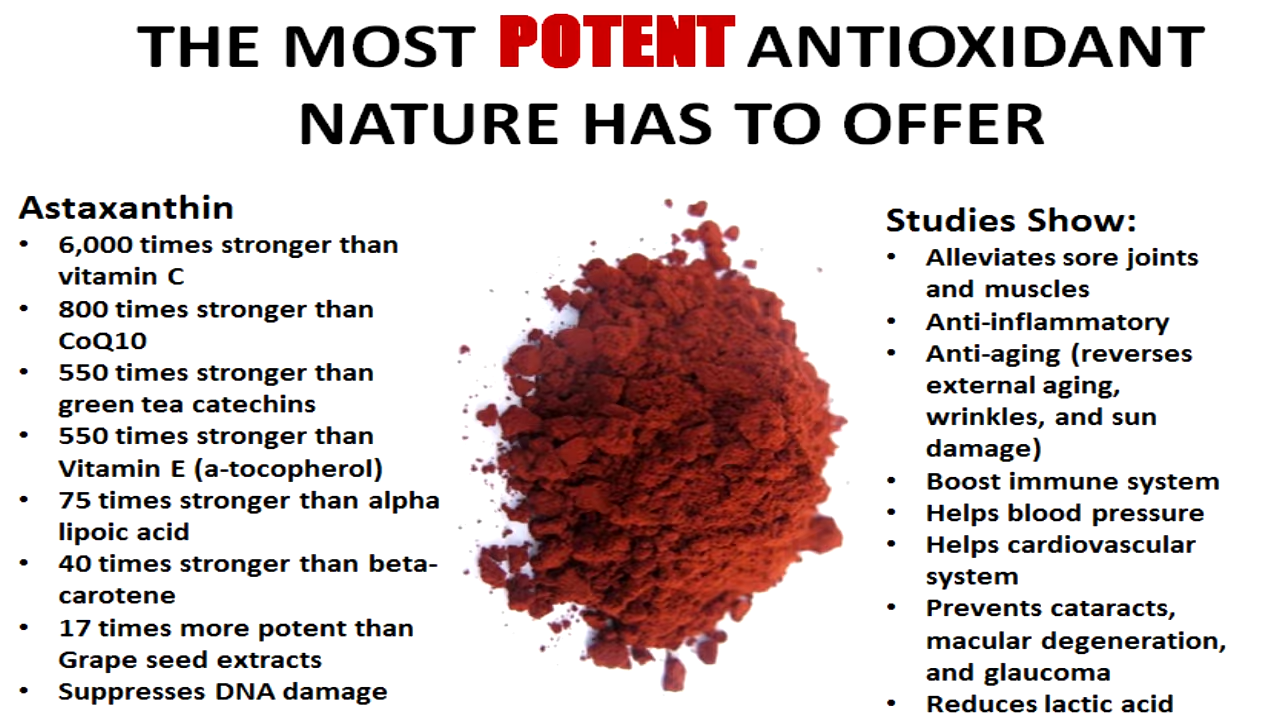 THE MOST POTENT ANTIOXIDANT
NATURE HAS TO OFFER
Astaxanthin
• 6,000 times stronger than
vitamin C
• 800 times stronger than
CoQ10
• 550 times stronger than
green tea catechins
• 550 times stronger than
Vitamin E (a-tocopherol)
• 75 times stronger than alpha
lipoic acid
• 40 times stronger than beta-
carotene
• 17 times more potent than
Grape seed extracts
• Suppresses DNA damage
Studies Show:
• Alleviates sore joints
and muscles
• Anti-inflammatory
• Anti-aging (reverses
external aging,
wrinkles, and sun
damage)
• Boost immune system
• Helps blood pressure
• Helps cardiovascular
system
• Prevents cataracts,
macular degeneration,
and glaucoma
• Reduces lactic acid